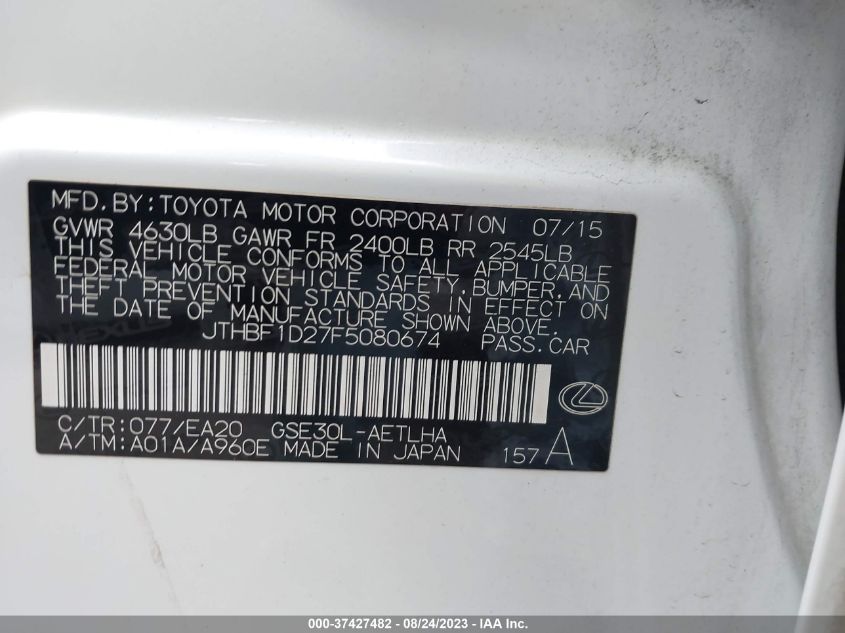 MFD.BY:TOYOTA MOTOR CORPORATION 07/15
GVWR 4630LB GAWR FR 2400LB RR 2545LB
THIS VEHICLE CONFORMS TO ALL APPLICABLE
FEDERAL MOTOR VEHICLE SAFETY,BUMPER,AND
THEFT PREVENTION STANDARDS IN EFFECT ON
THE DATE OF MANUFACTURE SHOWN ABOVE.
JTHBF1D27F5080674 PASS.CAR
C/TR:077/EA20 GSE30L-AETLHA
A/TM:A01A/A960E MADE IN JAPAN 157A
000-37427482 - 08/24/2023 - Copyright IAA, Inc.